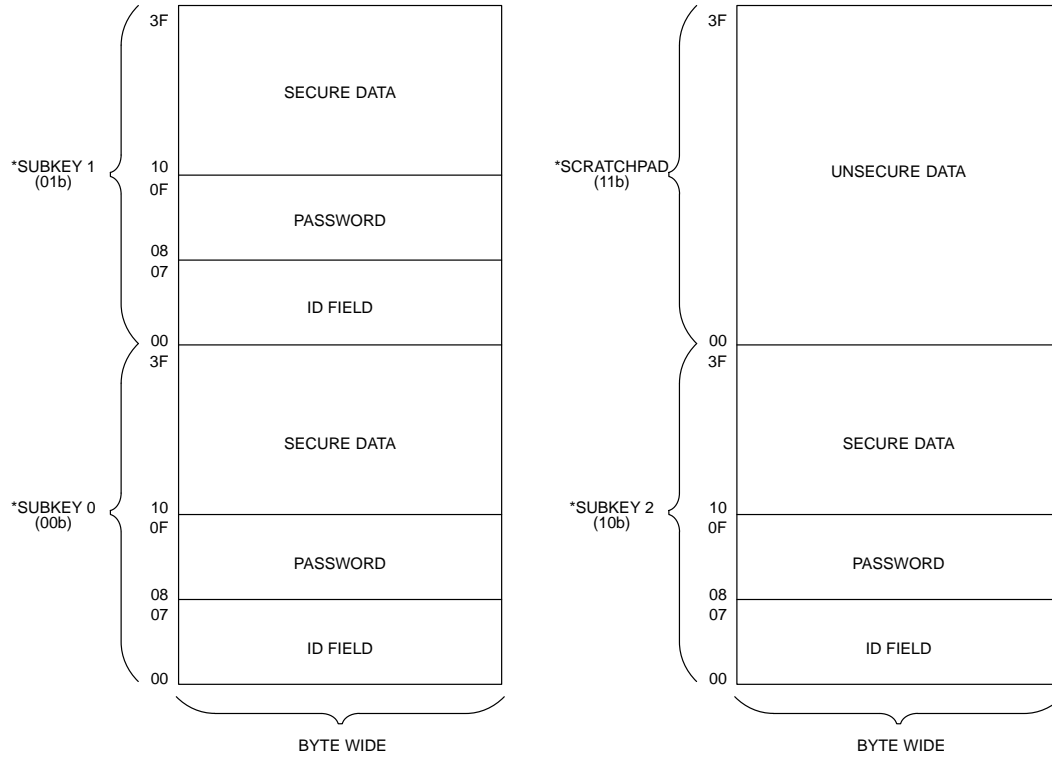 3F
SECURE DATA
*SUBKEY 1
(01b)
10
0F
PASSWORD
08
07
ID FIELD
00
3F
SECURE DATA
*SUBKEY 0
(00b)
10
0F
PASSWORD
08
07
ID FIELD
00
BYTE WIDE
3F
*SCRATCHPAD
(11b)
UNSECURE DATA
00
3F
SECURE DATA
*SUBKEY 2
(10b)
10
0F
PASSWORD
08
07
ID FIELD
00
BYTE WIDE